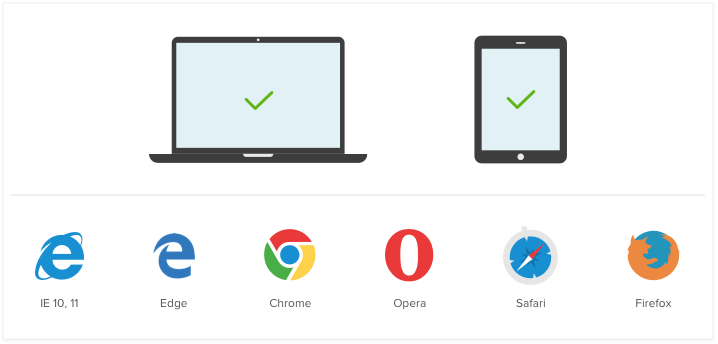 IE 10, 11
Edge
Chrome
Opera
Safari
Firefox